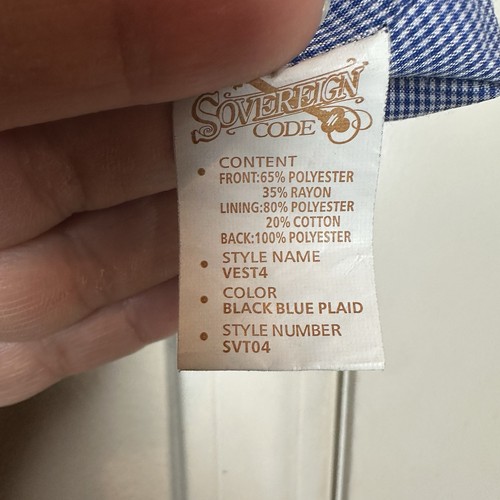 SOVEREIGN
CODE
CONTENT
FRONT:65% POLYESTER
35% RAYON
LINING:80% POLYESTER
20% COTTON
BACK:100% POLYESTER
STYLE NAME
VEST4
COLOR
BLACK BLUE PLAID
STYLE NUMBER
SVT04